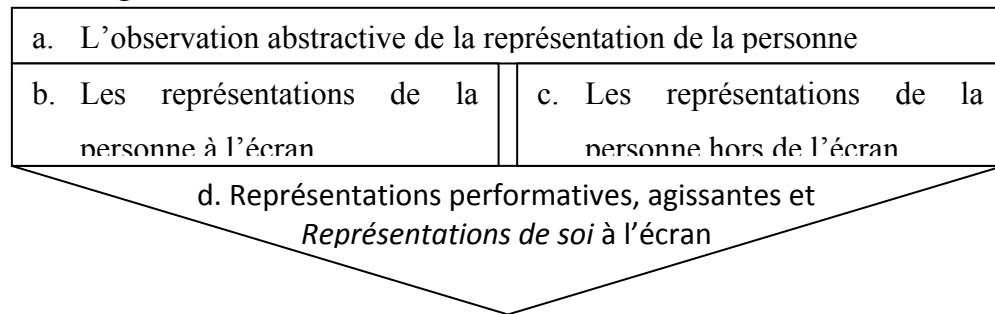 a. L’observation abstractive de la représentation de la personne
b. Les représentations de la
personne à l’écran
c. Les représentations de la
personne hors de l’écran
d. Représentations performatives, agissantes et
Représentations de soi à l’écran